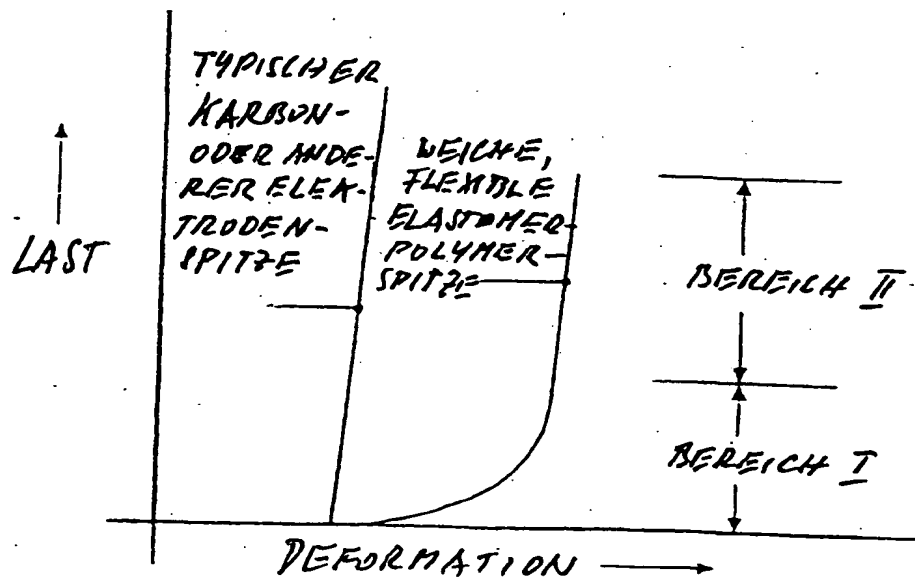 TYPISCHER
KARBON-
ODER ANDE-
RER ELEK-
TRODEN-
SPITZE
WEICHE,
FLEXIBLE
ELASTOMER-
POLYMER-
SPITZE
LAST
BEREICH II
BEREICH I
DEFORMATION